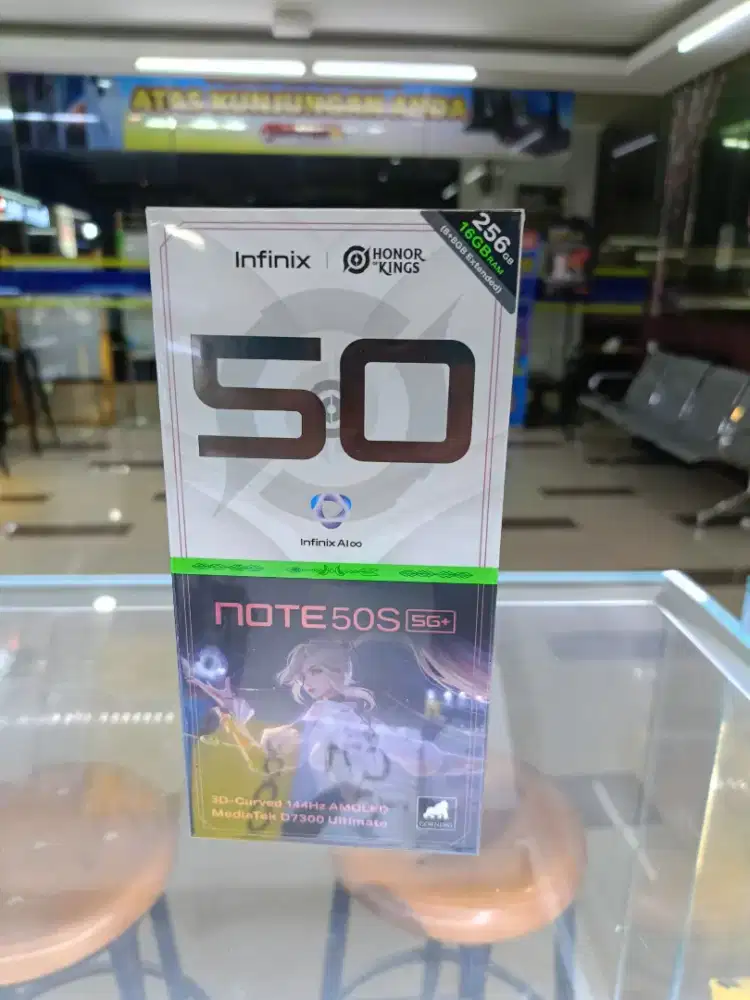 ATAS KUNJUNGAN ANDA
Infinix
HONOR
OF KINGS
256GB
16GB RAM
(8+8GB Extended)
50
Infinix AI∞
NOTE 50S 5G+
3D-Curved 144Hz AMOLED
MediaTek D7300 Ultimate